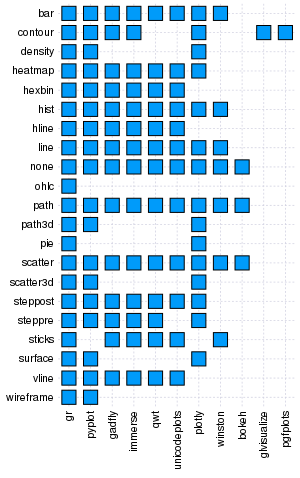 bar
contour
density
heatmap
hexbin
hist
hline
line
none
ohlc
path
path3d
pie
scatter
scatter3d
steppost
steppre
sticks
surface
vline
wireframe
gr
pyplot
gadfly
immerse
qwt
unicodeplots
plotly
winston
bokeh
glvisualize
pgfplots